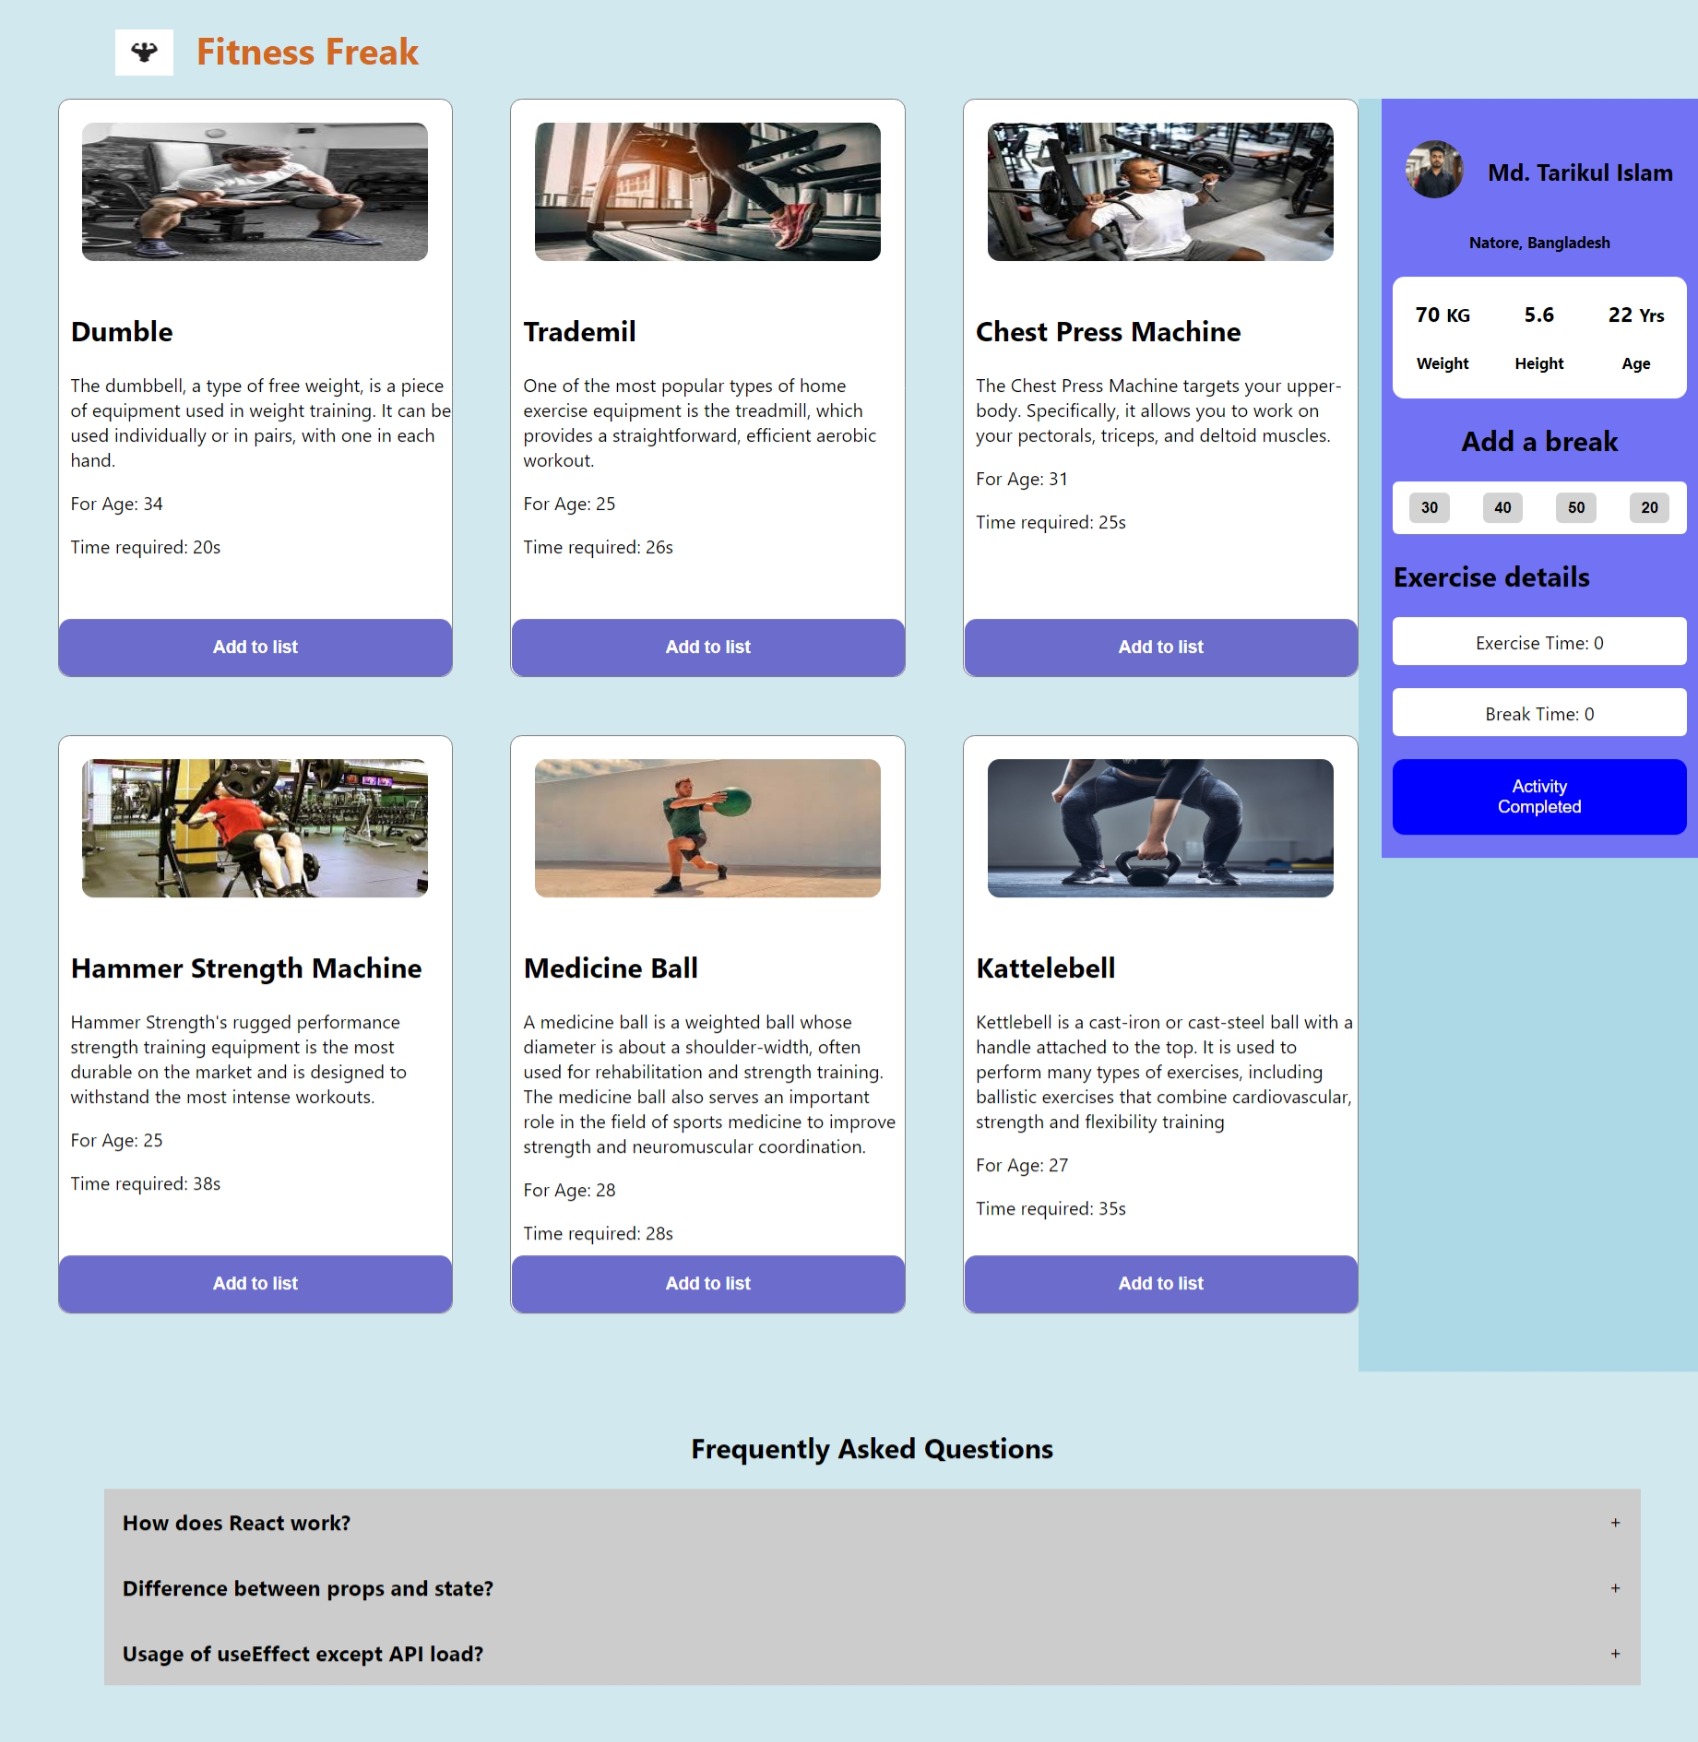 Fitness Freak
Dumble
The dumbbell, a type of free weight, is a piece
of equipment used in weight training. It can be
used individually or in pairs, with one in each
hand.
For Age: 34
Time required: 20s
Add to list
Trademil
One of the most popular types of home
exercise equipment is the treadmill, which
provides a straightforward, efficient aerobic
workout.
For Age: 25
Time required: 26s
Add to list
Chest Press Machine
The Chest Press Machine targets your upper-
body. Specifically, it allows you to work on
your pectorals, triceps, and deltoid muscles.
For Age: 31
Time required: 25s
Add to list
Hammer Strength Machine
Hammer Strength's rugged performance
strength training equipment is the most
durable on the market and is designed to
withstand the most intense workouts.
For Age: 25
Time required: 38s
Add to list
Medicine Ball
A medicine ball is a weighted ball whose
diameter is about a shoulder-width, often
used for rehabilitation and strength training.
The medicine ball also serves an important
role in the field of sports medicine to improve
strength and neuromuscular coordination.
For Age: 28
Time required: 28s
Add to list
Kattelebell
Kettlebell is a cast-iron or cast-steel ball with a
handle attached to the top. It is used to
perform many types of exercises, including
ballistic exercises that combine cardiovascular,
strength and flexibility training
For Age: 27
Time required: 35s
Add to list
Md. Tarikul Islam
Natore, Bangladesh
70 KG 5.6 22 Yrs
Weight Height Age
Add a break
30 40 50 20
Exercise details
Exercise Time: 0
Break Time: 0
Activity
Completed
Frequently Asked Questions
How does React work? +
Difference between props and state? +
Usage of useEffect except API load? +